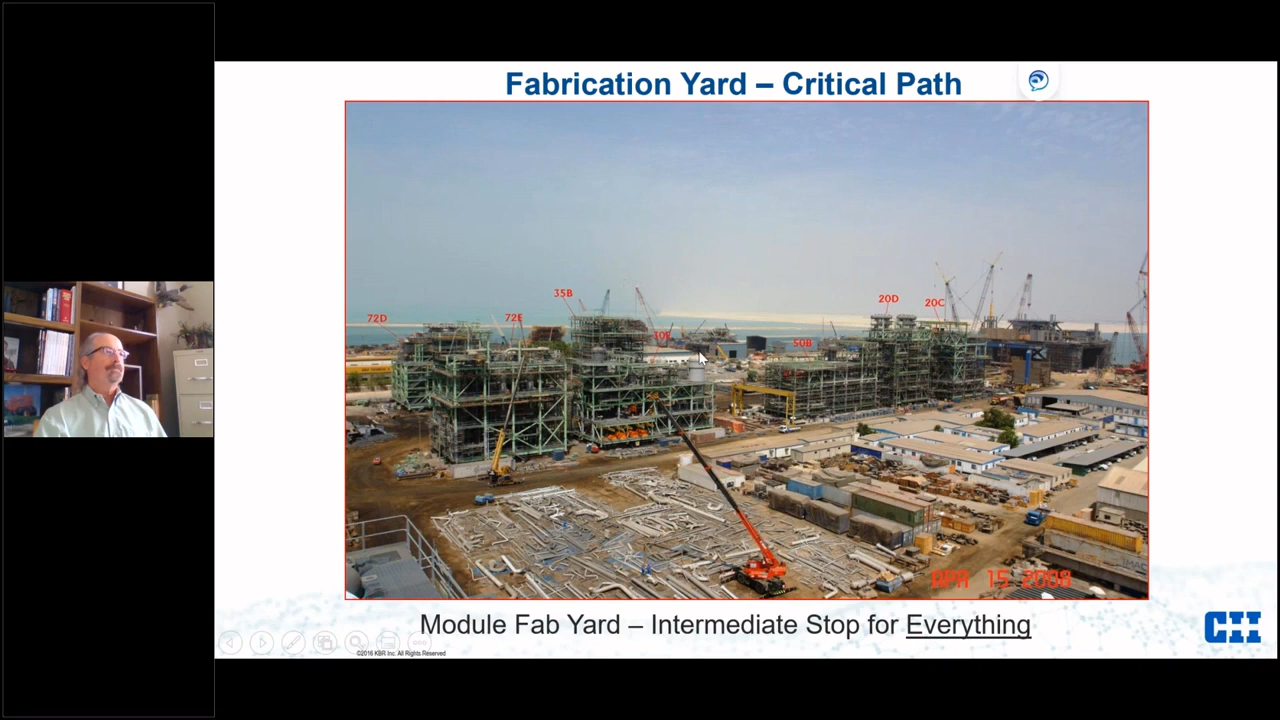 Fabrication Yard – Critical Path
35B
72D
72E
20D
20C
50B
APR 15 2008
Module Fab Yard – Intermediate Stop for Everything
©2016 KBR Inc. All Rights Reserved
CII